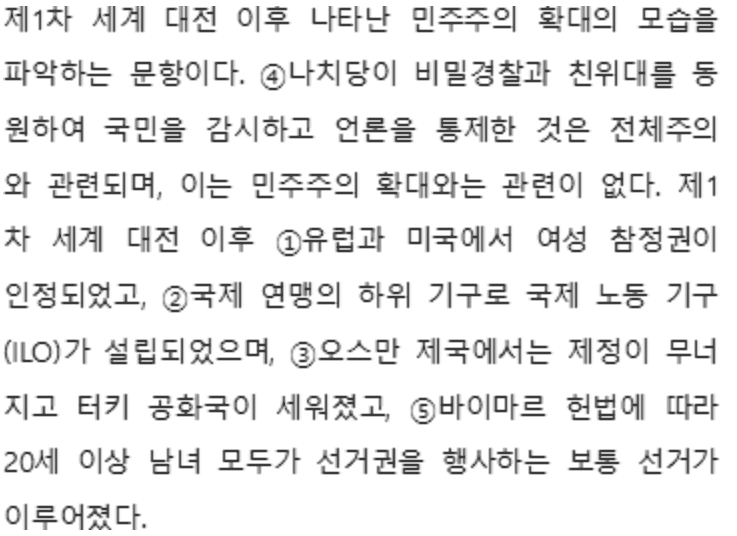 제1차 세계 대전 이후 나타난 민주주의 확대의 모습을
파악하는 문항이다. ④나치당이 비밀경찰과 친위대를 동
원하여 국민을 감시하고 언론을 통제한 것은 전체주의
와 관련되며, 이는 민주주의 확대와는 관련이 없다. 제1
차 세계 대전 이후 ①유럽과 미국에서 여성 참정권이
인정되었고, ②국제 연맹의 하위 기구로 국제 노동 기구
(ILO)가 설립되었으며, ③오스만 제국에서는 제정이 무너
지고 터키 공화국이 세워졌고, ⑤바이마르 헌법에 따라
20세 이상 남녀 모두가 선거권을 행사하는 보통 선거가
이루어졌다.